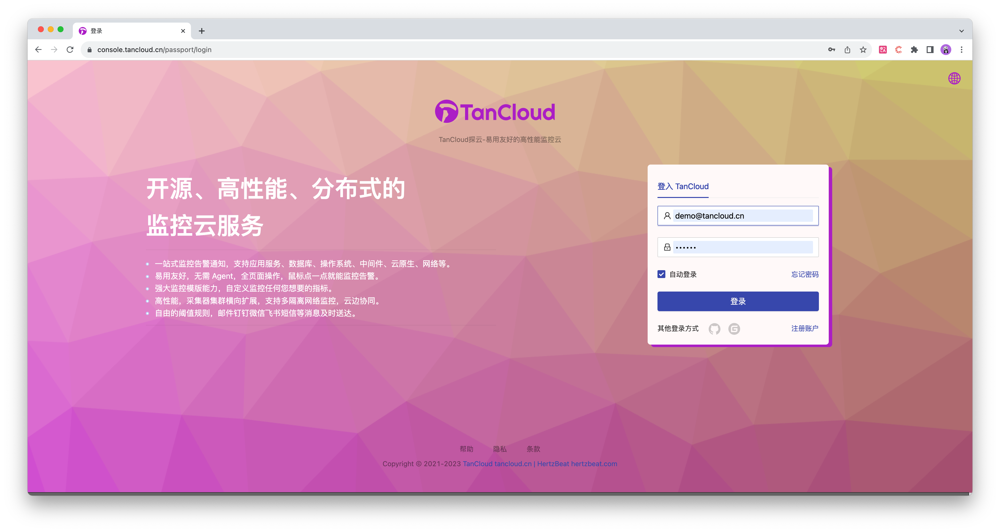 登录
console.tancloud.cn/passport/login
TanCloud
TanCloud探云-易用友好的高性能监控云
开源、高性能、分布式的
监控云服务
一站式监控告警通知，支持应用服务、数据库、操作系统、中间件、云原生、网络等。
易用友好，无需 Agent，全页面操作，鼠标点一点就能监控告警。
强大监控模版能力，自定义监控任何您想要的指标。
高性能，采集器集群横向扩展，支持多隔离网络监控，云边协同。
自由的阈值规则，邮件钉钉微信飞书短信等消息及时送达。
登入 TanCloud
demo@tancloud.cn
••••••
自动登录 忘记密码
登录
其他登录方式 注册账户
帮助 隐私 条款
Copyright © 2021-2023 TanCloud tancloud.cn | HertzBeat hertzbeat.com